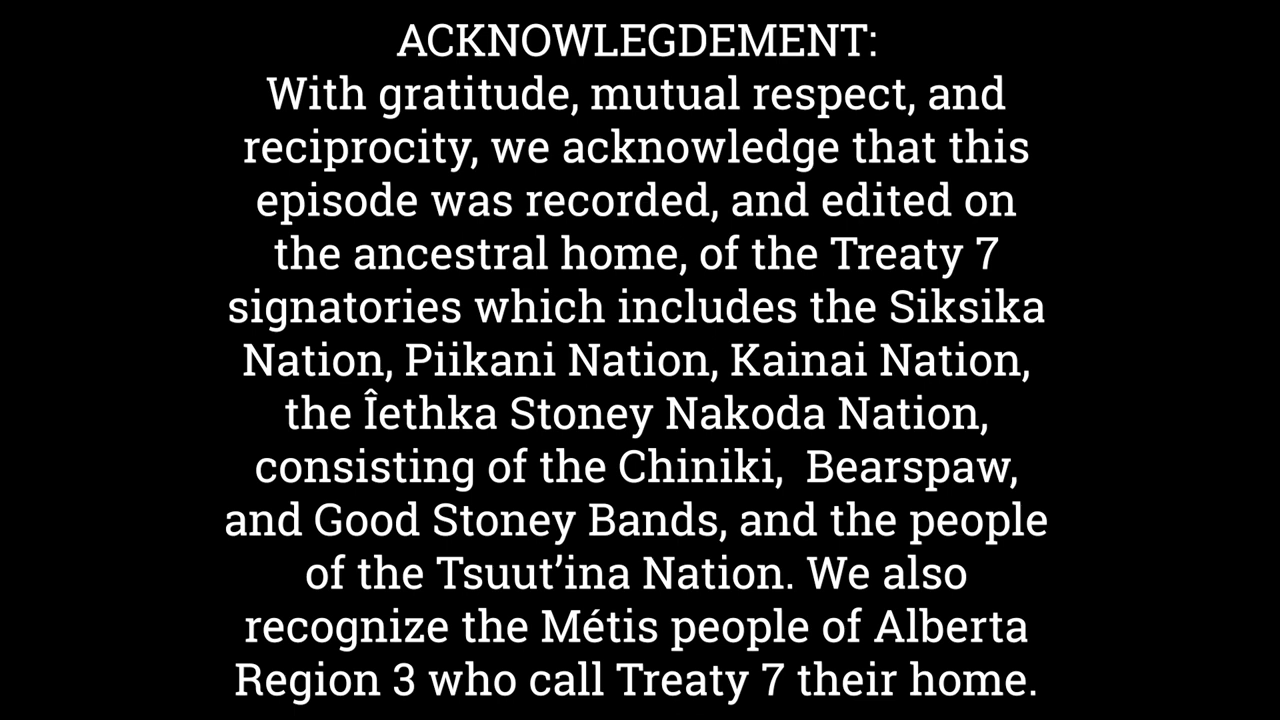 ACKNOWLEGDEMENT:
With gratitude, mutual respect, and
reciprocity, we acknowledge that this
episode was recorded, and edited on
the ancestral home, of the Treaty 7
signatories which includes the Siksika
Nation, Piikani Nation, Kainai Nation,
the Îethka Stoney Nakoda Nation,
consisting of the Chiniki,  Bearspaw,
and Good Stoney Bands, and the people
of the Tsuut’ina Nation. We also
recognize the Métis people of Alberta
Region 3 who call Treaty 7 their home.